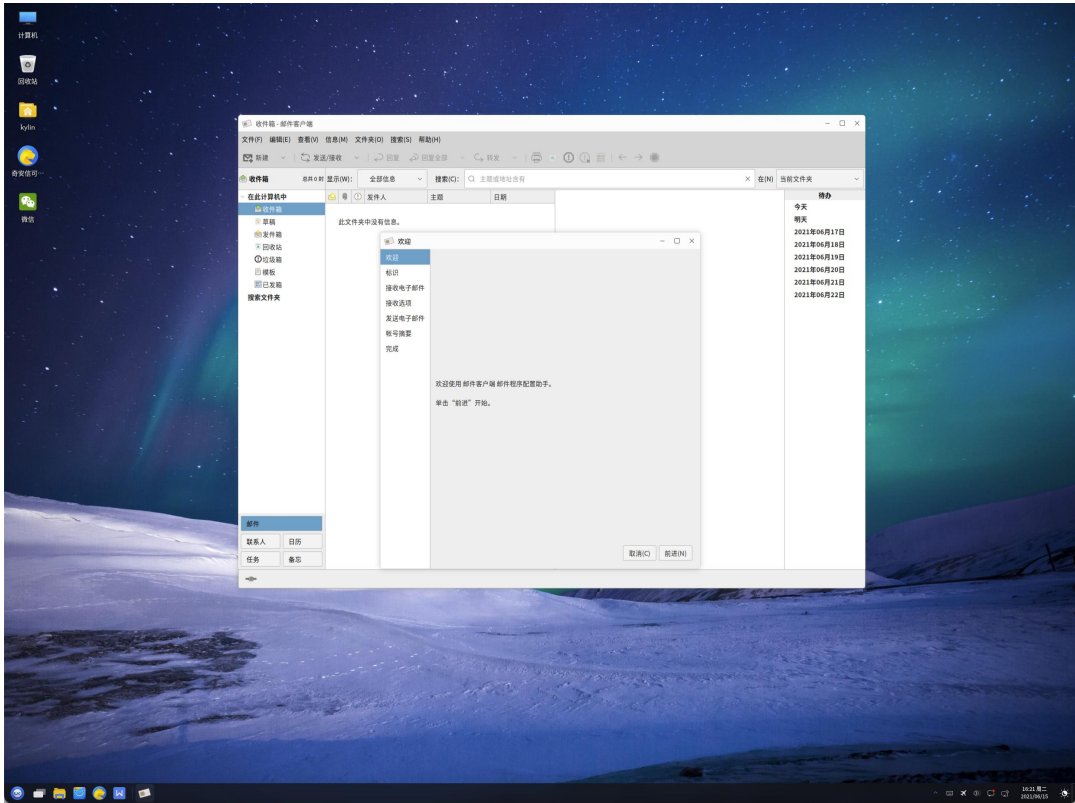 计算机
回收站
kylin
奇安信可…
微信
收件箱 - 邮件客户端
文件(F) 编辑(E) 查看(V) 信息(M) 文件夹(O) 搜索(S) 帮助(H)
新建 发送/接收 回复 回复全部 转发
收件箱 总共 0 封 显示(W): 全部信息 搜索(C): 主题或地址含有 在(N) 当前文件夹
在此计算机中
收件箱
草稿
发件箱
回收站
垃圾箱
模板
已发箱
搜索文件夹
发件人 主题 日期
此文件夹中没有信息。
待办
今天
明天
2021年06月17日
2021年06月18日
2021年06月19日
2021年06月20日
2021年06月21日
2021年06月22日
欢迎
欢迎
标识
接收电子邮件
接收选项
发送电子邮件
帐号摘要
完成
欢迎使用 邮件客户端 邮件程序配置助手。
单击“前进”开始。
取消(C) 前进(N)
邮件
联系人 日历
任务 备忘
16:21 周二
2021/06/15